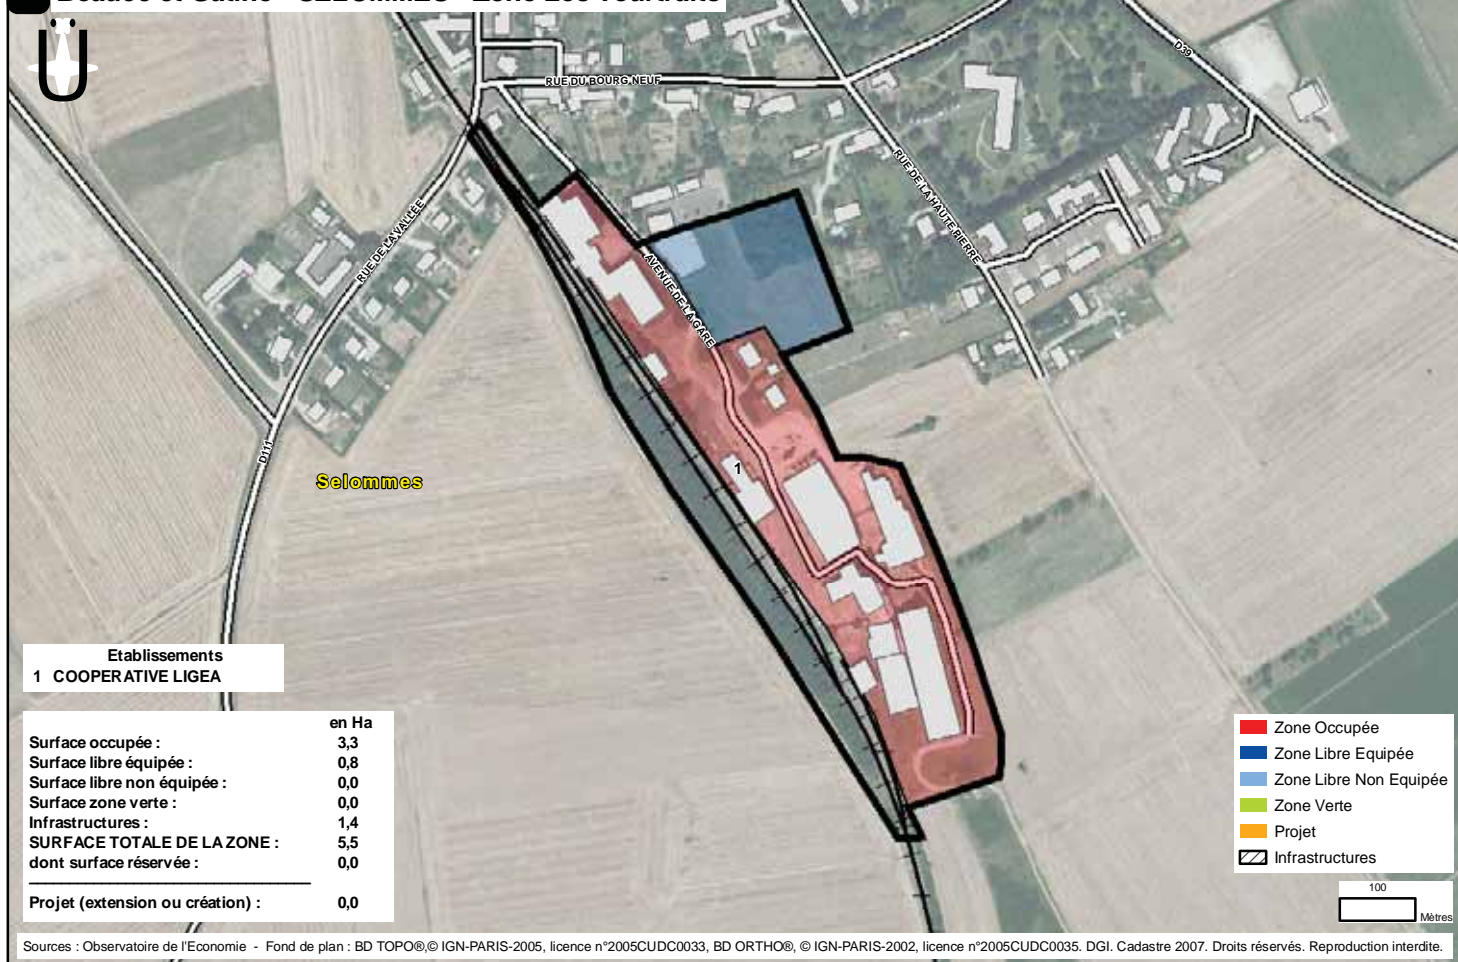 RUE DU BOURG NEUF
D39
RUE DE LA HAUTE PIERRE
RUE DE LA VALLÉE
AVENUE DE LA GARE
D111
1
Selommes
Etablissements
1 COOPERATIVE LIGEA
en Ha
Surface occupée : 3,3
Surface libre équipée : 0,8
Surface libre non équipée : 0,0
Surface zone verte : 0,0
Infrastructures : 1,4
SURFACE TOTALE DE LA ZONE : 5,5
dont surface réservée : 0,0
Projet (extension ou création) : 0,0
Zone Occupée
Zone Libre Equipée
Zone Libre Non Equipée
Zone Verte
Projet
Infrastructures
100
Mètres
Sources : Observatoire de l'Economie - Fond de plan : BD TOPO®,© IGN-PARIS-2005, licence n°2005CUDC0033, BD ORTHO®, © IGN-PARIS-2002, licence n°2005CUDC0035. DGI. Cadastre 2007. Droits réservés. Reproduction interdite.